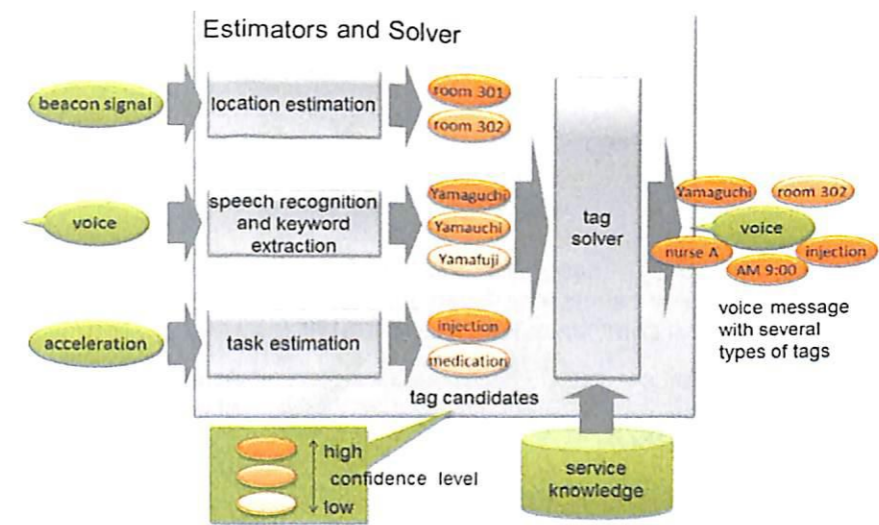 Estimators and Solver
beacon signal
location estimation
room 301
room 302
voice
speech recognition
and keyword
extraction
Yamaguchi
Yamauchi
Yamafuji
acceleration
task estimation
injection
medication
tag candidates
tag
solver
Yamaguchi
room 302
voice
nurse A
injection
AM 9:00
voice message
with several
types of tags
high
confidence level
low
service
knowledge